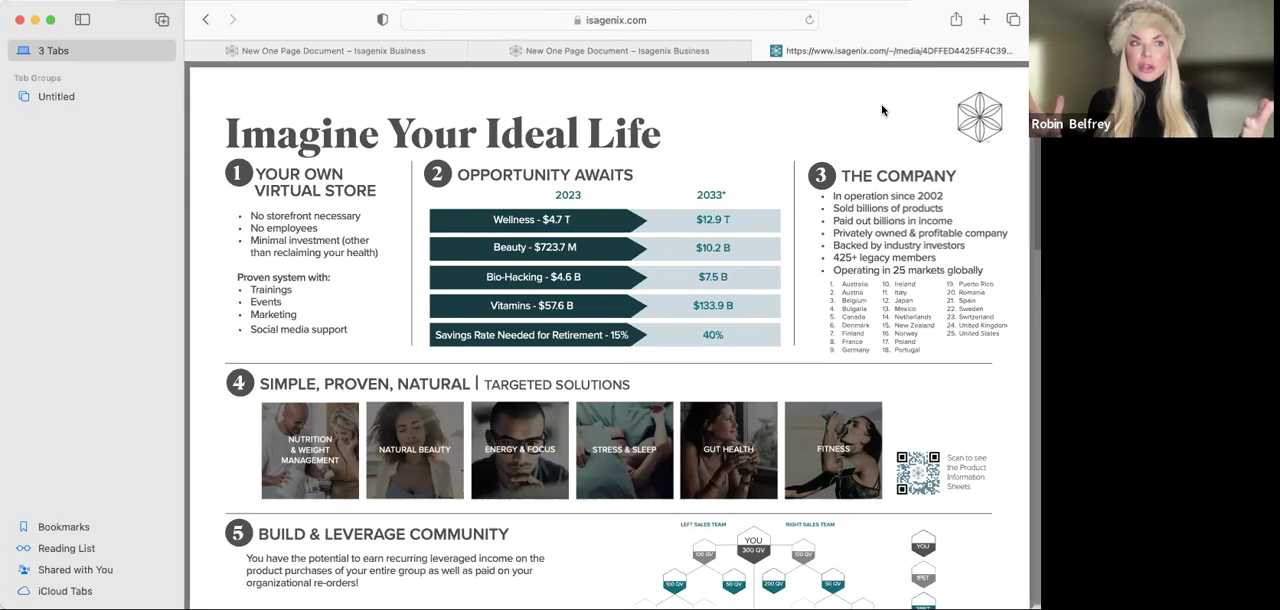 isagenix.com
3 Tabs
New One Page Document – Isagenix Business
New One Page Document – Isagenix Business
https://www.isagenix.com/~/media/4DFFED4425FF4C39...
Tab Groups
Untitled
Robin Belfrey
Imagine Your Ideal Life
1 YOUR OWN
VIRTUAL STORE
• No storefront necessary
• No employees
• Minimal investment (other
than reclaiming your health)
Proven system with:
• Trainings
• Events
• Marketing
• Social media support
2 OPPORTUNITY AWAITS
2023 2033*
Wellness - $4.7 T $12.9 T
Beauty - $723.7 M $10.2 B
Bio-Hacking - $4.6 B $7.5 B
Vitamins - $57.6 B $133.9 B
Savings Rate Needed for Retirement - 15% 40%
3 THE COMPANY
• In operation since 2002
• Sold billions of products
• Paid out billions in income
• Privately owned & profitable company
• Backed by industry investors
• 425+ legacy members
• Operating in 25 markets globally
1. Australia 10. Ireland 19. Puerto Rico
2. Austria 11. Italy 20. Romania
3. Belgium 12. Japan 21. Spain
4. Bulgaria 13. Mexico 22. Sweden
5. Canada 14. Netherlands 23. Switzerland
6. Denmark 15. New Zealand 24. United Kingdom
7. Finland 16. Norway 25. United States
8. France 17. Poland
9. Germany 18. Portugal
4 SIMPLE, PROVEN, NATURAL | TARGETED SOLUTIONS
NUTRITION
& WEIGHT
MANAGEMENT
NATURAL BEAUTY
ENERGY & FOCUS
STRESS & SLEEP
GUT HEALTH
FITNESS
Scan to see
the Product
Information
Sheets
5 BUILD & LEVERAGE COMMUNITY
You have the potential to earn recurring leveraged income on the
product purchases of your entire group as well as paid on your
organizational re-orders!
LEFT SALES TEAM RIGHT SALES TEAM
YOU
300 QV
100 QV 100 QV
100 QV 50 QV 200 QV 50 QV
YOU
1PET
Bookmarks
Reading List
Shared with You
iCloud Tabs